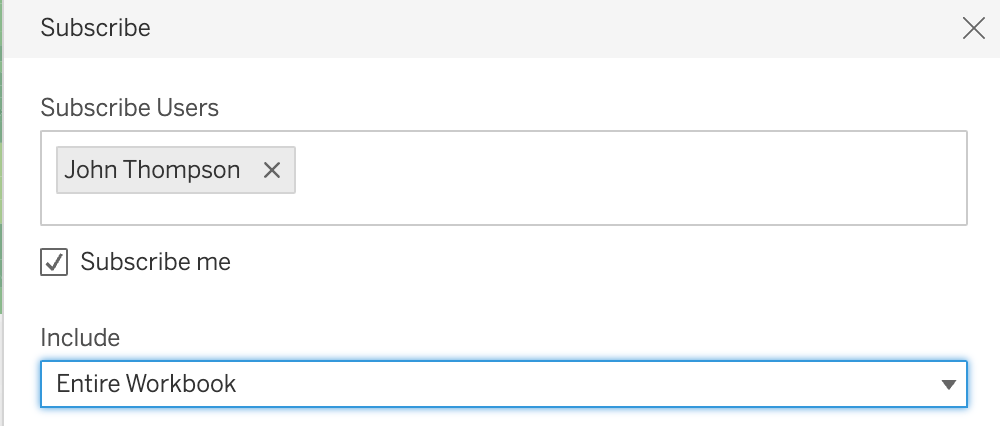 Subscribe
Subscribe Users
John Thompson
Subscribe me
Include
Entire Workbook